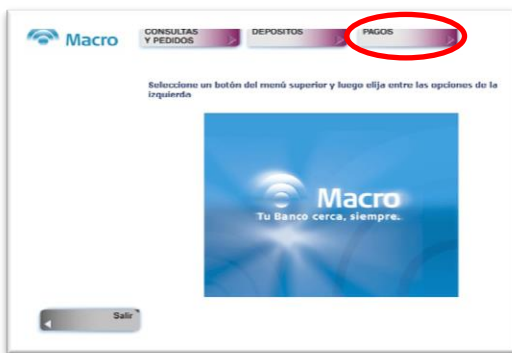 Macro
CONSULTAS
Y PEDIDOS
DEPOSITOS
PAGOS
Seleccione un botón del menú superior y luego elija entre las opciones de la
izquierda
Macro
Tu Banco cerca, siempre.
Salir